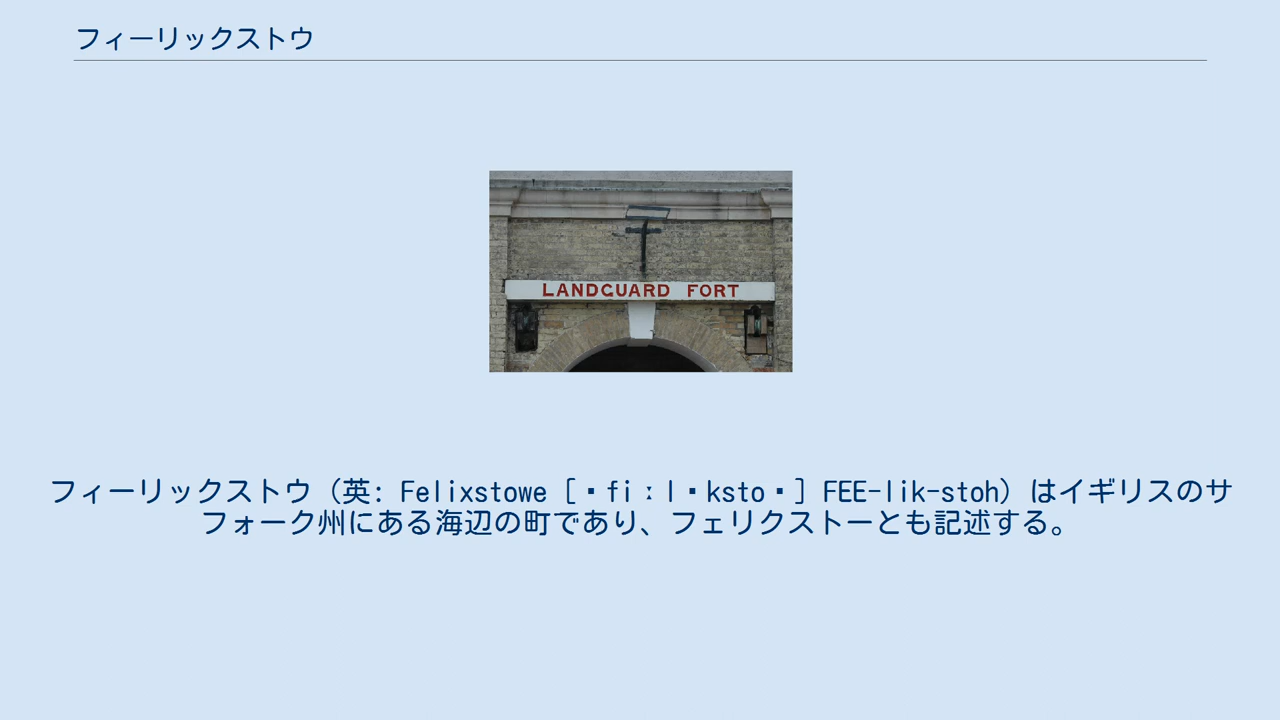 フィーリックストウ
LANDGUARD FORT
フィーリックストウ（英: Felixstowe [▪fiːl▪ksto▪] FEE-lik-stoh）はイギリスのサ
フォーク州にある海辺の町であり、フェリクストーとも記述する。